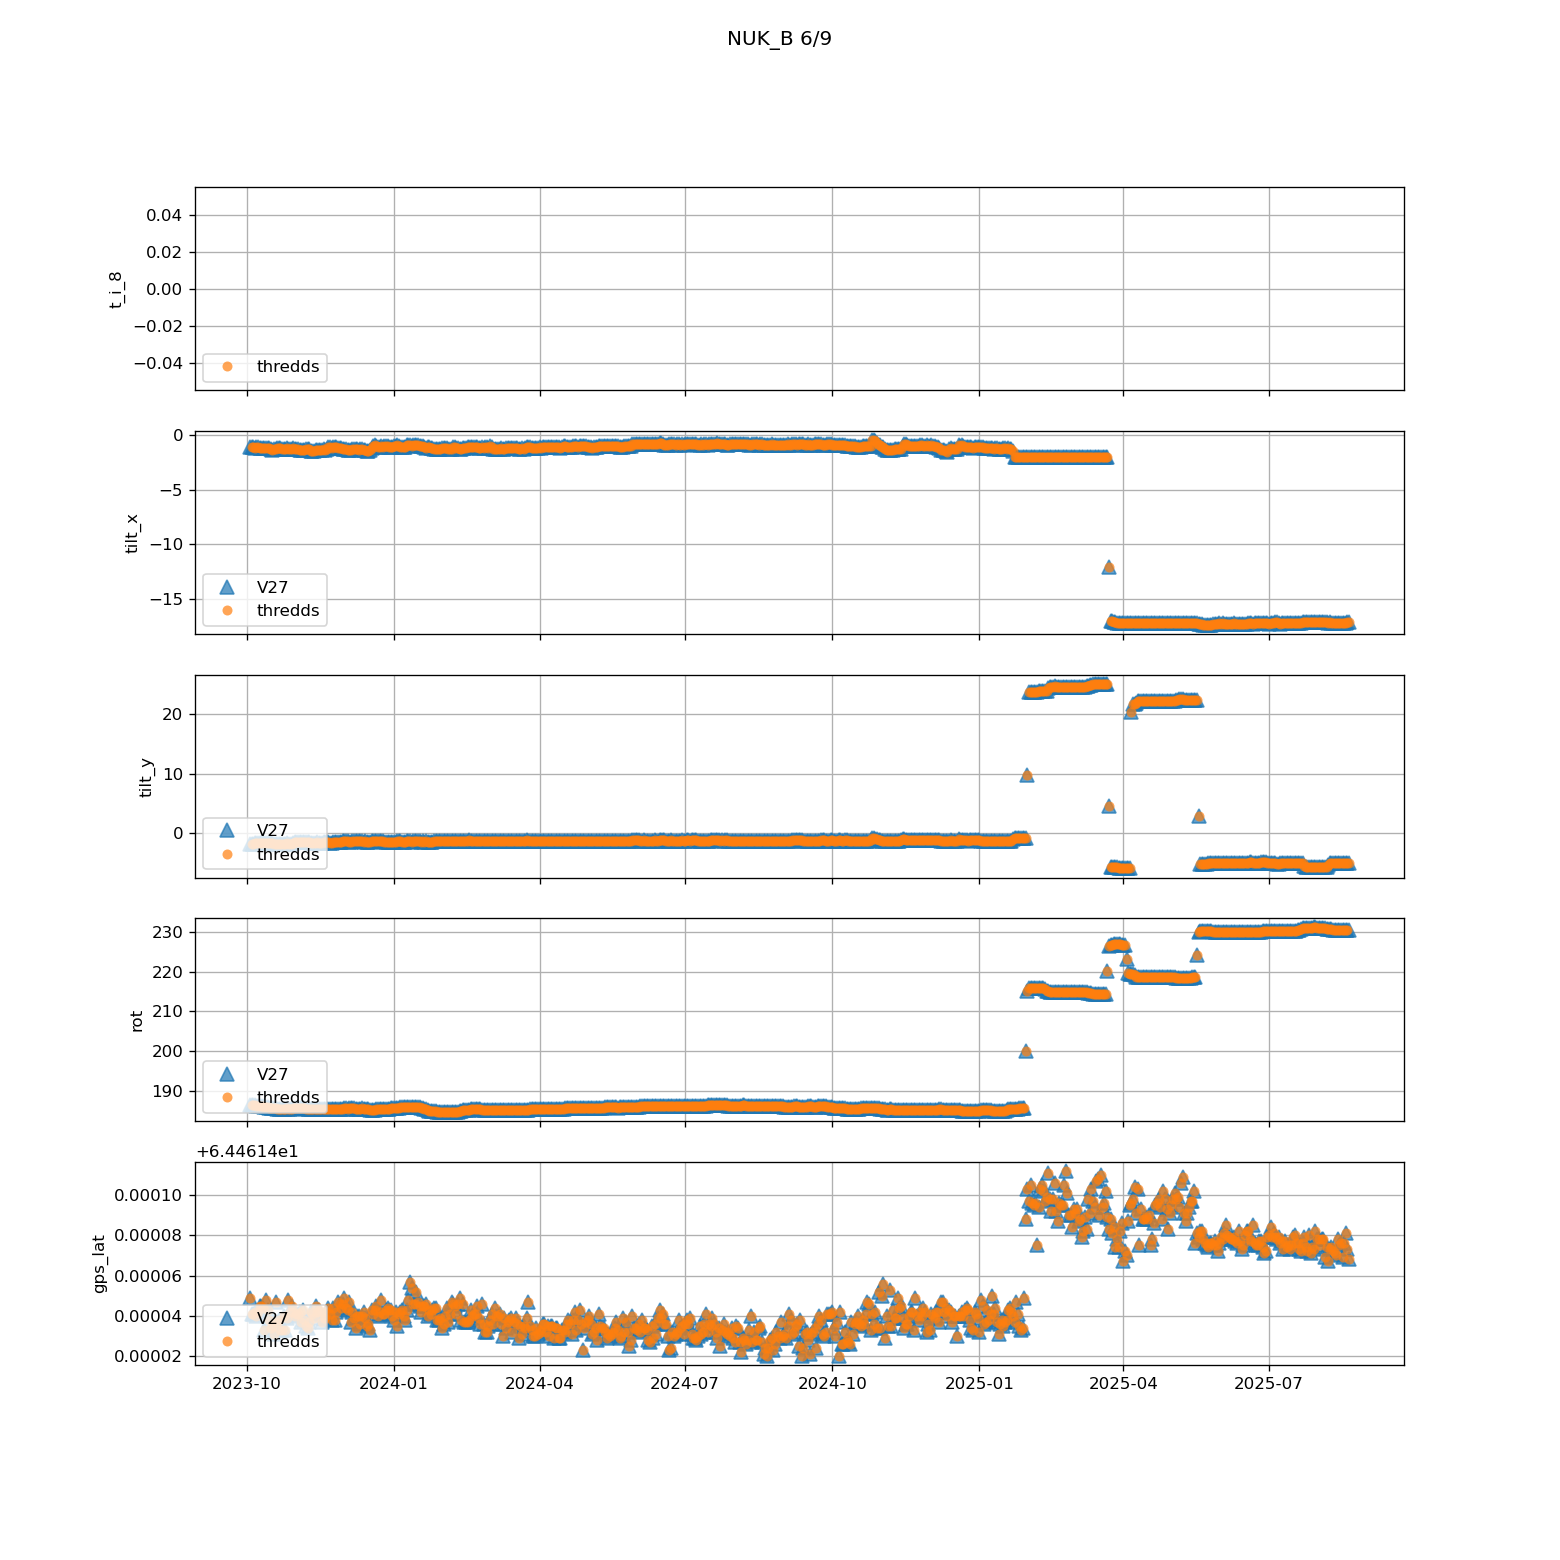 NUK_B 6/9
0.04
0.02
0.00
−0.02
−0.04
t_i_8
thredds
0
−5
−10
−15
tilt_x
V27
thredds
20
10
0
tilt_y
V27
thredds
230
220
210
200
190
rot
V27
thredds
+6.44614e1
0.00010
0.00008
0.00006
0.00004
0.00002
gps_lat
V27
thredds
2023-10 2024-01 2024-04 2024-07 2024-10 2025-01 2025-04 2025-07